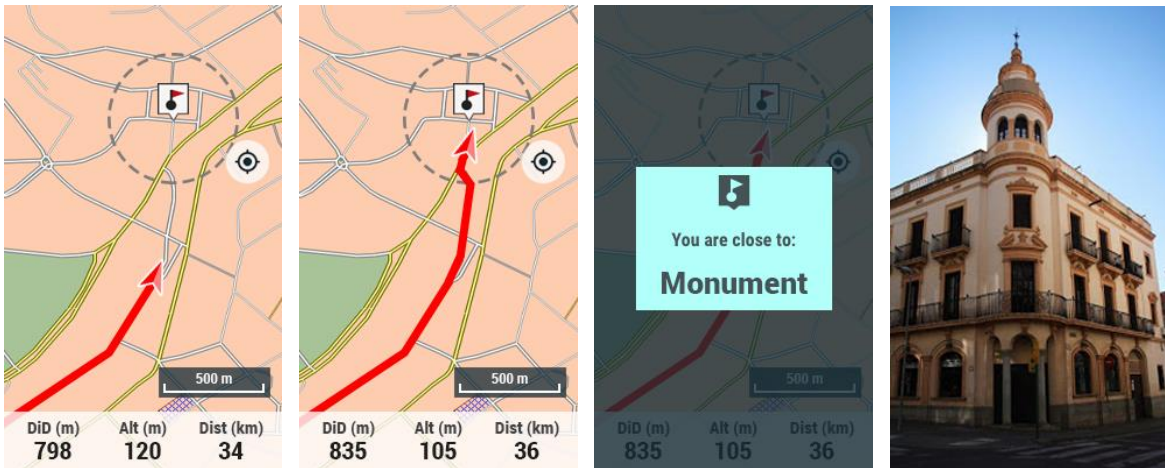 500 m
DiD (m) Alt (m) Dist (km)
798 120 34
500 m
DiD (m) Alt (m) Dist (km)
835 105 36
You are close to:
Monument
500 m
DiD (m) Alt (m) Dist (km)
835 105 36